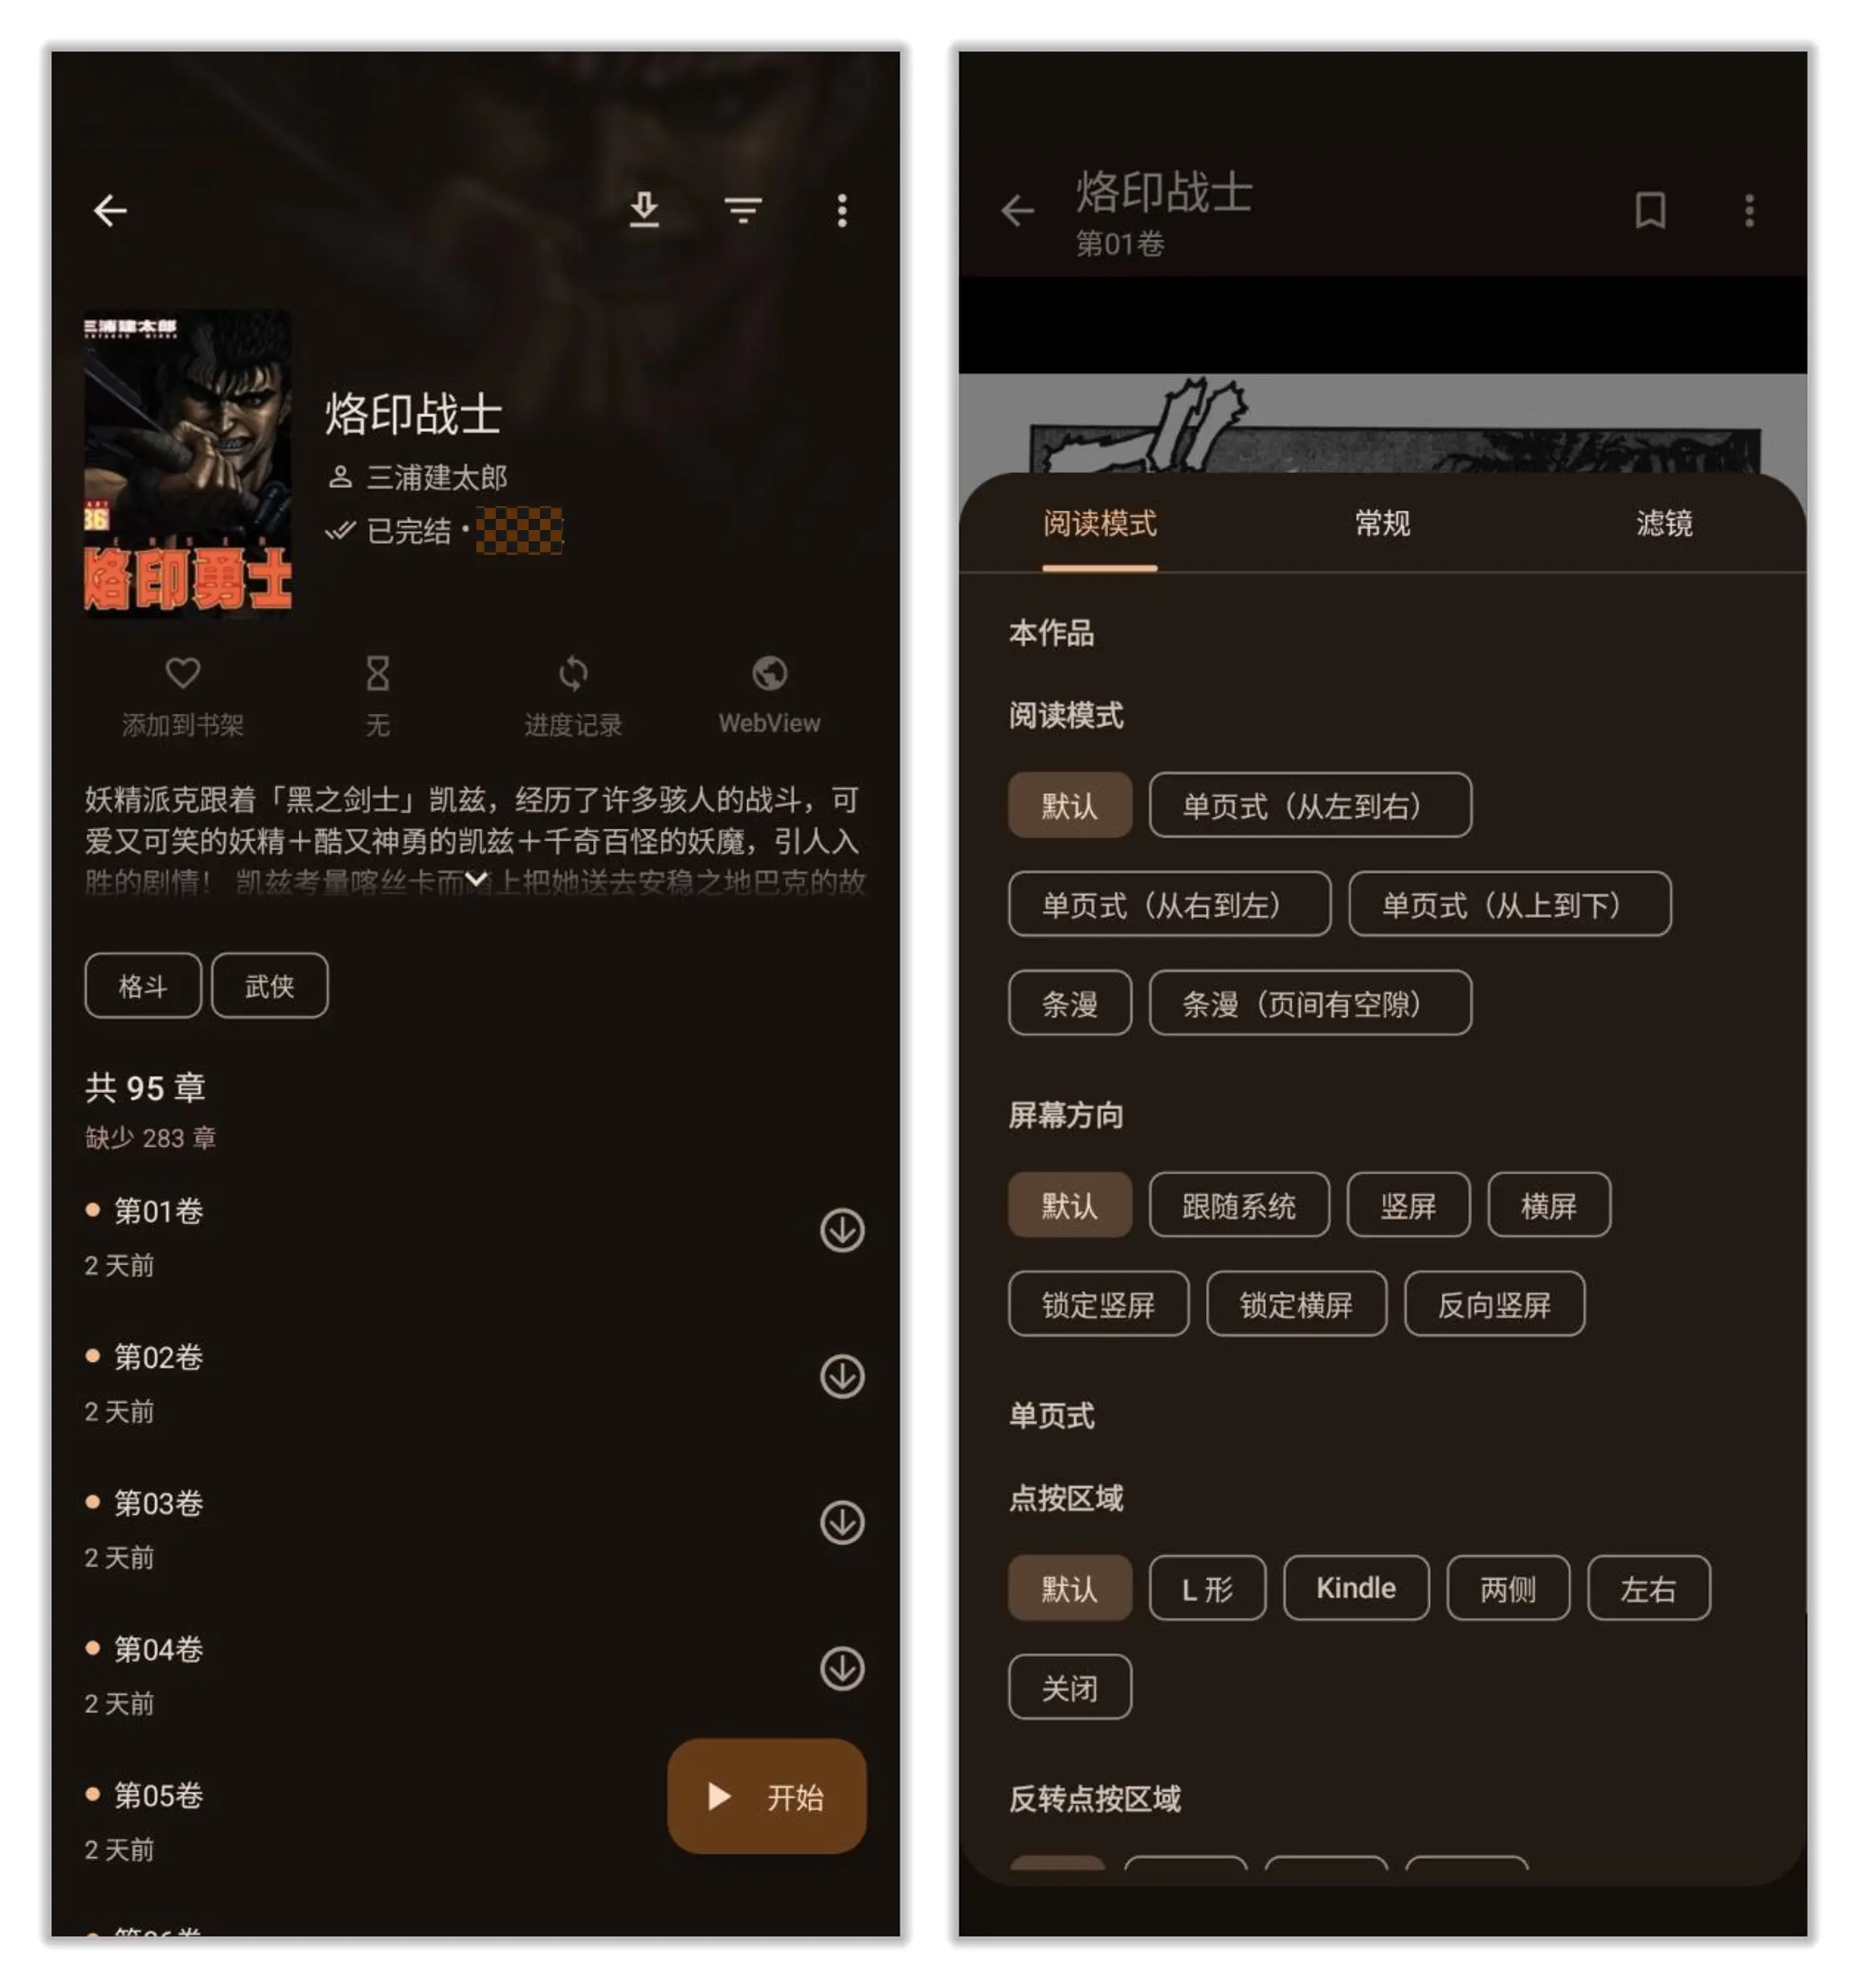 三浦建太郎
36
烙印勇士
烙印战士
三浦建太郎
已完结 •
添加到书架
无
进度记录
WebView
妖精派克跟着「黑之剑士」凯兹，经历了许多骇人的战斗，可
爱又可笑的妖精＋酷又神勇的凯兹＋千奇百怪的妖魔，引人入
胜的剧情！ 凯兹考量喀丝卡而踏上把她送去安稳之地巴克的故
格斗
武侠
共 95 章
缺少 283 章
第01卷
2 天前
第02卷
2 天前
第03卷
2 天前
第04卷
2 天前
第05卷
2 天前
开始
烙印战士
第01卷
阅读模式
常规
滤镜
本作品
阅读模式
默认
单页式（从左到右）
单页式（从右到左）
单页式（从上到下）
条漫
条漫（页间有空隙）
屏幕方向
默认
跟随系统
竖屏
横屏
锁定竖屏
锁定横屏
反向竖屏
单页式
点按区域
默认
L 形
Kindle
两侧
左右
关闭
反转点按区域